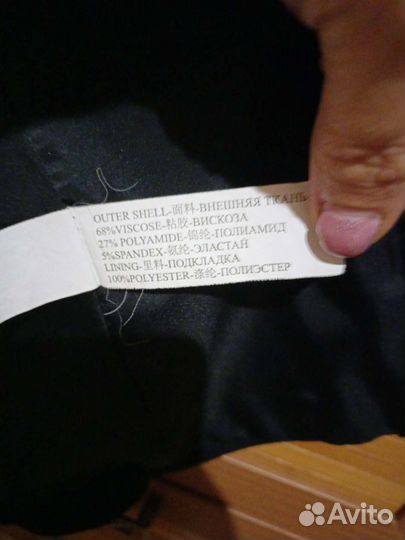 OUTER SHELL-面料-ВНЕШНЯЯ ТКАНЬ
68%VISCOSE-粘胶-ВИСКОЗА
27% POLYAMIDE-锦纶-ПОЛИАМИД
5%SPANDEX-氨纶-ЭЛАСТАН
LINING-里料-ПОДКЛАДКА
100%POLYESTER-涤纶-ПОЛИЭСТЕР
Avito